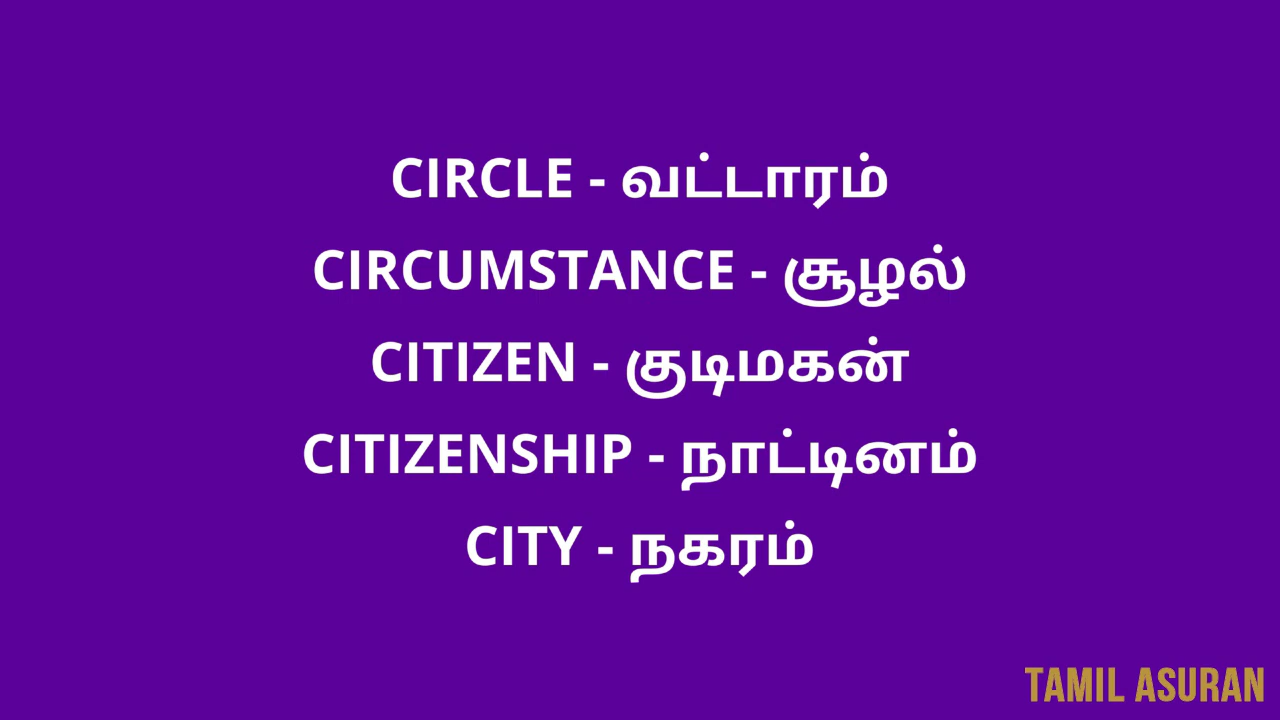 CIRCLE - வட்டாரம்
CIRCUMSTANCE - சூழல்
CITIZEN - குடிமகன்
CITIZENSHIP - நாட்டினம்
CITY - நகரம்
TAMIL ASURAN